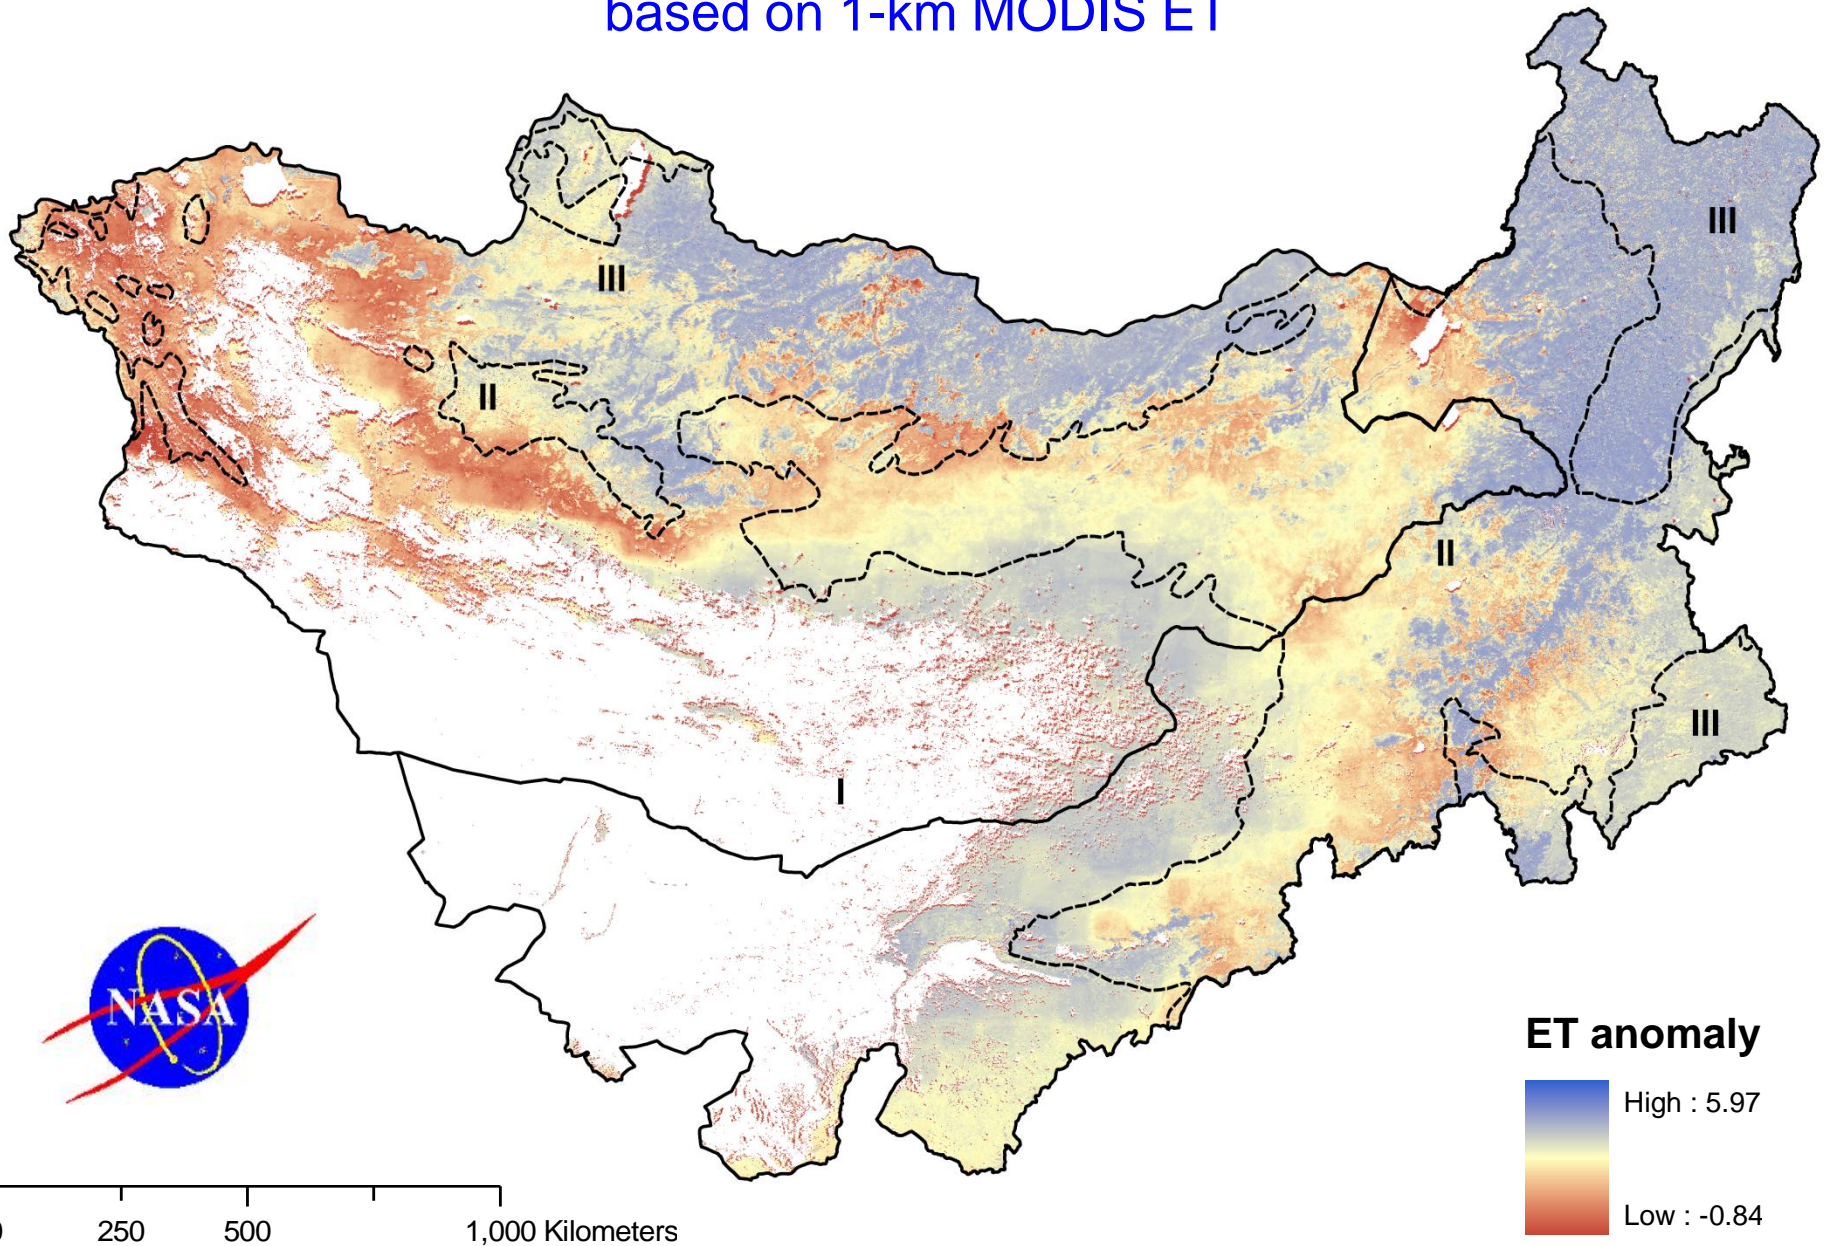 based on 1-km MODIS ET
III
III
II
II
III
I
NASA
ET anomaly
High : 5.97
Low : -0.84
0 250 500 1,000 Kilometers